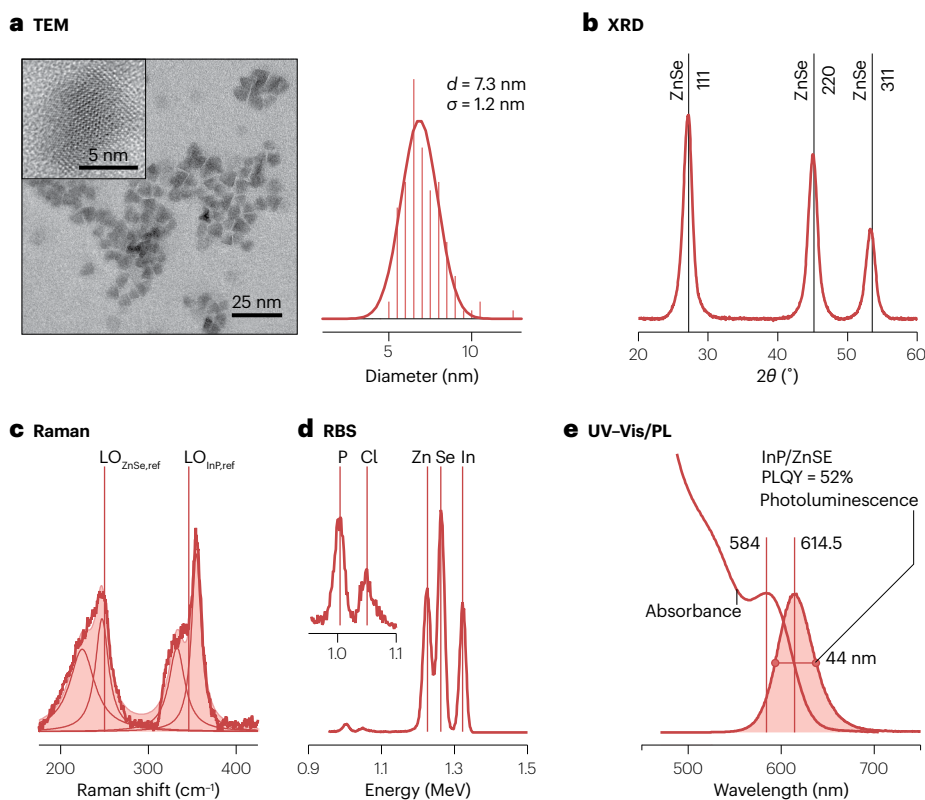 a TEM
5 nm
25 nm
d = 7.3 nm
σ = 1.2 nm
5 10
Diameter (nm)
b XRD
ZnSe 111
ZnSe 220
ZnSe 311
20 30 40 50 60
2θ (°)
c Raman
LOZnSe,ref LOInP,ref
200 300 400
Raman shift (cm⁻¹)
d RBS
P Cl Zn Se In
1.0 1.1
0.9 1.1 1.3 1.5
Energy (MeV)
e UV–Vis/PL
InP/ZnSE
PLQY = 52%
Photoluminescence
584 614.5
Absorbance
44 nm
500 600 700
Wavelength (nm)